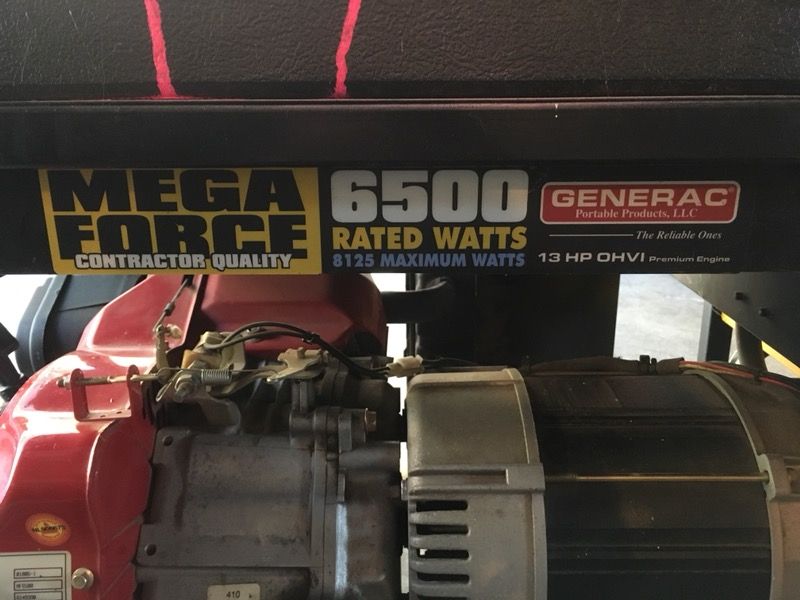 MEGA
FORCE
CONTRACTOR QUALITY
6500
RATED WATTS
8125 MAXIMUM WATTS
GENERAC®
Portable Products, LLC
The Reliable Ones
13 HP OHVI Premium Engine
410